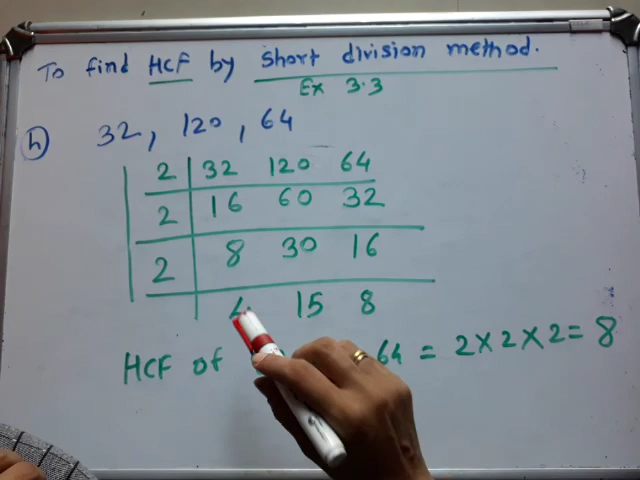 To find HCF by short division method.
Ex 3.3
h) 32, 120, 64
2 | 32 120 64
2 | 16 60 32
2 | 8 30 16
4 15 8
HCF of 64 = 2×2×2 = 8